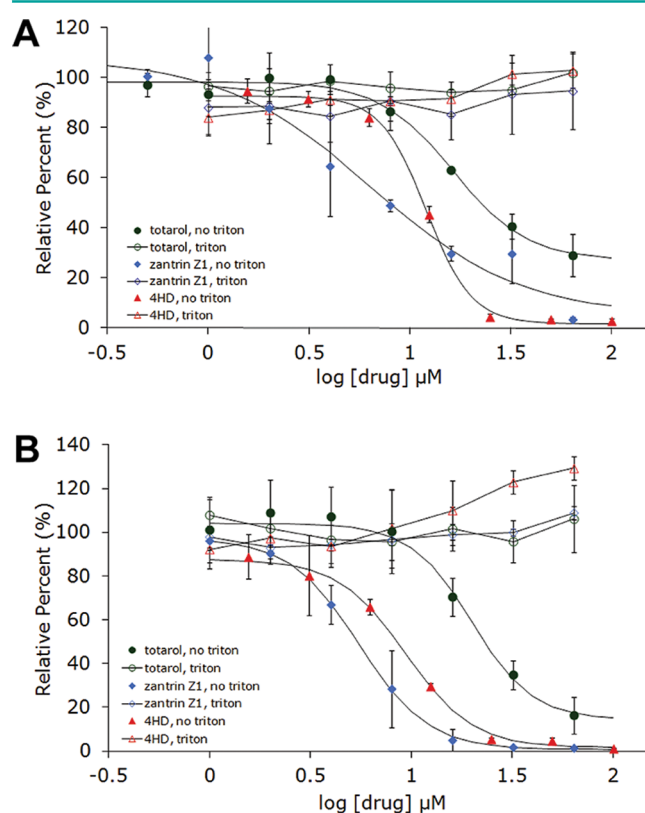 A
120
100
80
60
40
20
0
Relative Percent (%)
totarol, no triton
totarol, triton
zantrin Z1, no triton
zantrin Z1, triton
4HD, no triton
4HD, triton
-0.5 0 0.5 1 1.5 2
log [drug] µM
B
140
120
100
80
60
40
20
0
Relative Percent (%)
totarol, no triton
totarol, triton
zantrin Z1, no triton
zantrin Z1, triton
4HD, no triton
4HD, triton
-0.5 0 0.5 1 1.5 2
log [drug] µM